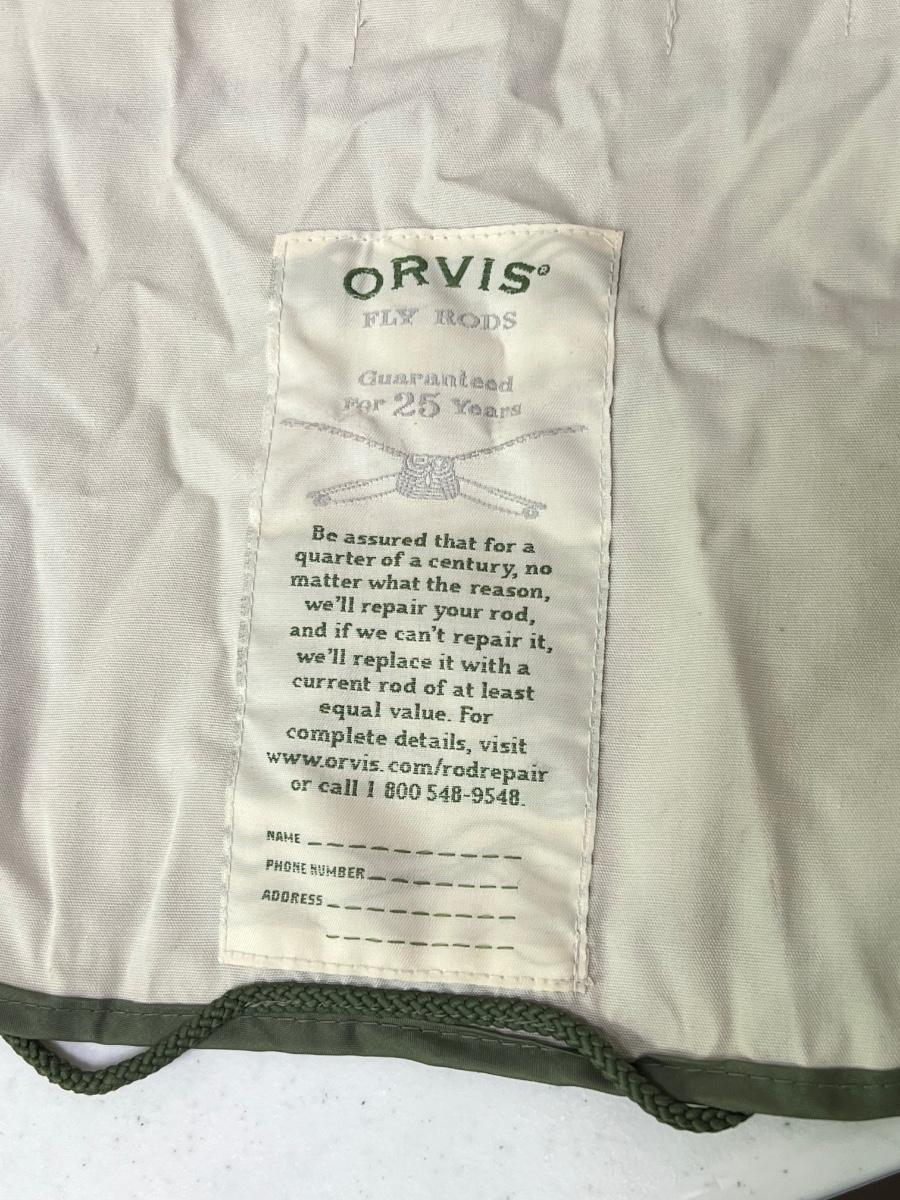 ORVIS®
FLY RODS
Guaranteed
For 25 Years
Be assured that for a
quarter of a century, no
matter what the reason,
we'll repair your rod,
and if we can't repair it,
we'll replace it with a
current rod of at least
equal value. For
complete details, visit
www.orvis.com/rodrepair
or call 1 800 548-9548.
NAME
PHONE NUMBER
ADDRESS